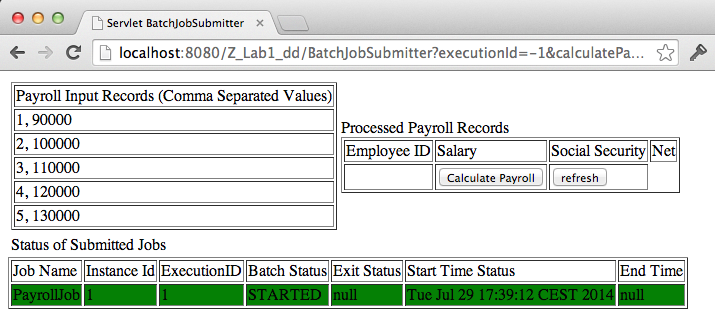 Servlet BatchJobSubmitter
localhost:8080/Z_Lab1_dd/BatchJobSubmitter?executionId=-1&calculatePa...
Payroll Input Records (Comma Separated Values)
1, 90000
2, 100000
3, 110000
4, 120000
5, 130000
Processed Payroll Records
Employee ID Salary Social Security Net
Calculate Payroll refresh
Status of Submitted Jobs
Job Name Instance Id ExecutionID Batch Status Exit Status Start Time Status End Time
PayrollJob 1 1 STARTED null Tue Jul 29 17:39:12 CEST 2014 null